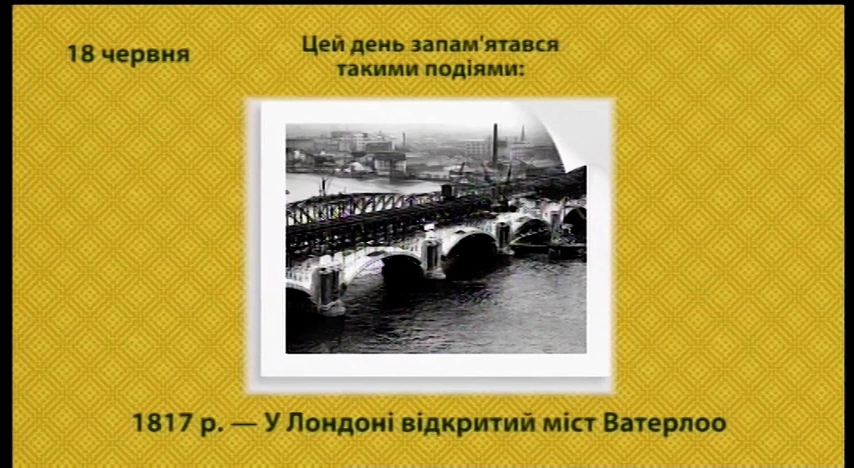 18 червня
Цей день запам'ятався
такими подіями:
1817 р. — У Лондоні відкритий міст Ватерлоо